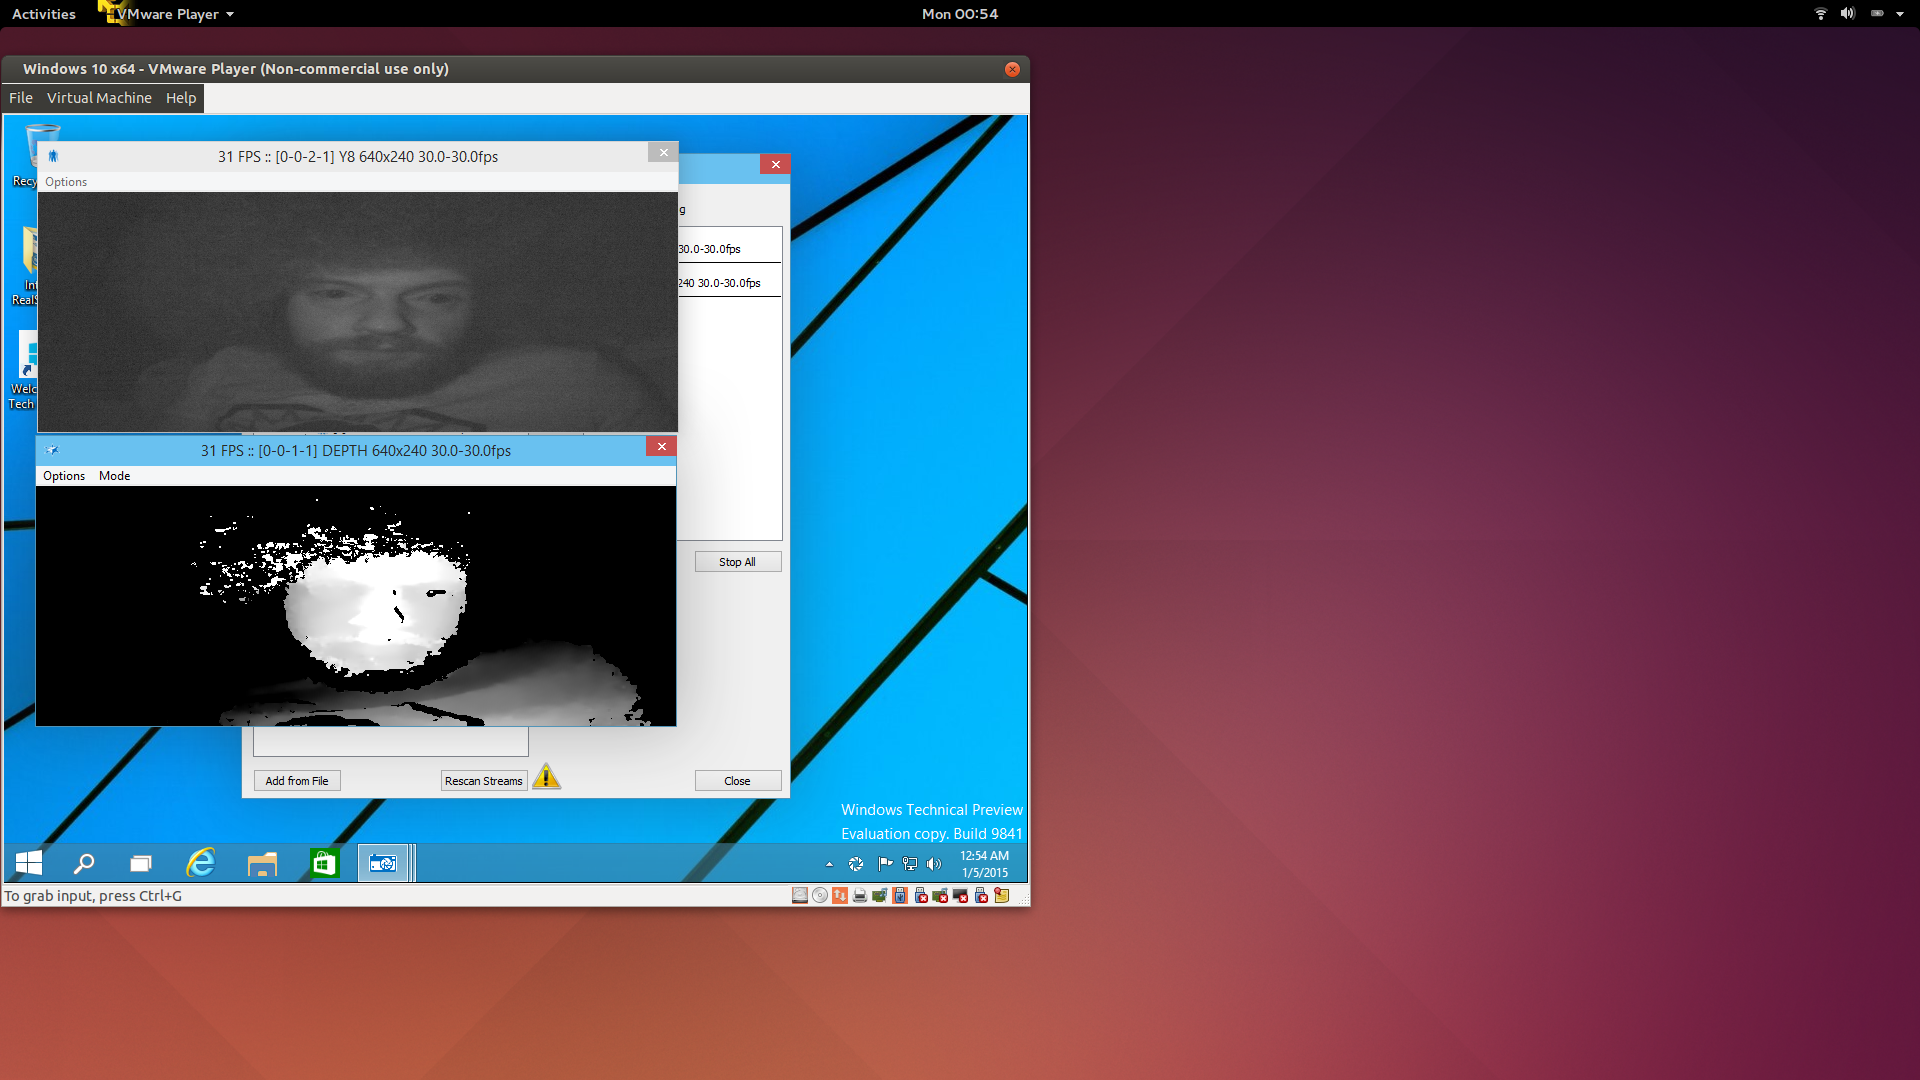 Activities
VMware Player
Mon 00:54
Windows 10 x64 - VMware Player (Non-commercial use only)
File Virtual Machine Help
31 FPS :: [0-0-2-1] Y8 640x240 30.0-30.0fps
Options
g
30.0-30.0fps
240 30.0-30.0fps
Recy
Int
RealS
Welc
Tech
31 FPS :: [0-0-1-1] DEPTH 640x240 30.0-30.0fps
Options Mode
Stop All
Add from File
Rescan Streams
Close
Windows Technical Preview
Evaluation copy. Build 9841
12:54 AM
1/5/2015
To grab input, press Ctrl+G